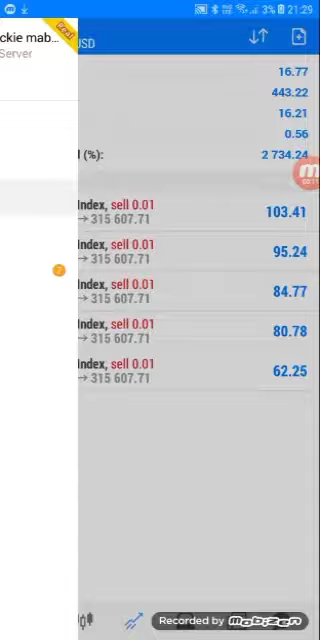 3% 21:29
ckie mab...
Real
Server
USD
16.77
443.22
16.21
0.56
l (%): 2 734.24
Index, sell 0.01
→ 315 607.71
103.41
Index, sell 0.01
→ 315 607.71
95.24
Index, sell 0.01
→ 315 607.71
84.77
Index, sell 0.01
→ 315 607.71
80.78
Index, sell 0.01
→ 315 607.71
62.25
7
Recorded by mobizen